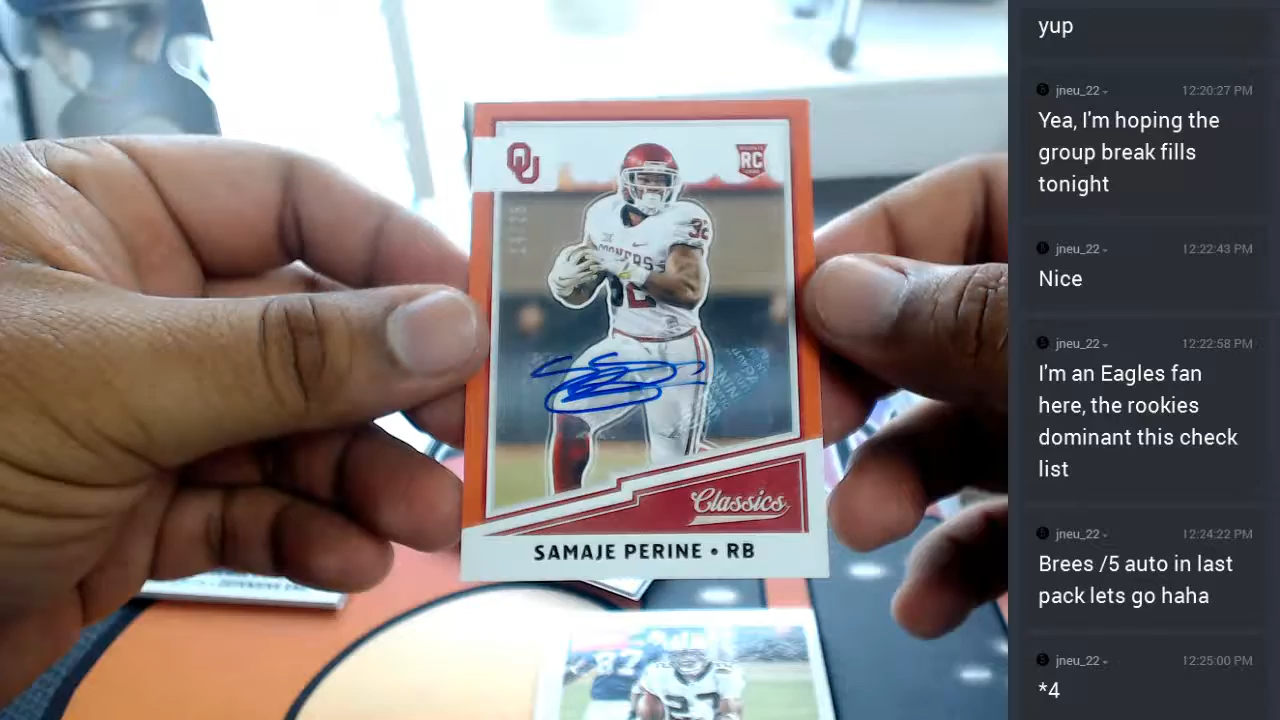 OU
RC
32
SOONERS
32
Classics
SAMAJE PERINE • RB
87
27
yup
jneu_22
12:20:27 PM
Yea, I'm hoping the
group break fills
tonight
jneu_22
12:22:43 PM
Nice
jneu_22
12:22:58 PM
I'm an Eagles fan
here, the rookies
dominant this check
list
jneu_22
12:24:22 PM
Brees /5 auto in last
pack lets go haha
jneu_22
12:25:00 PM
*4